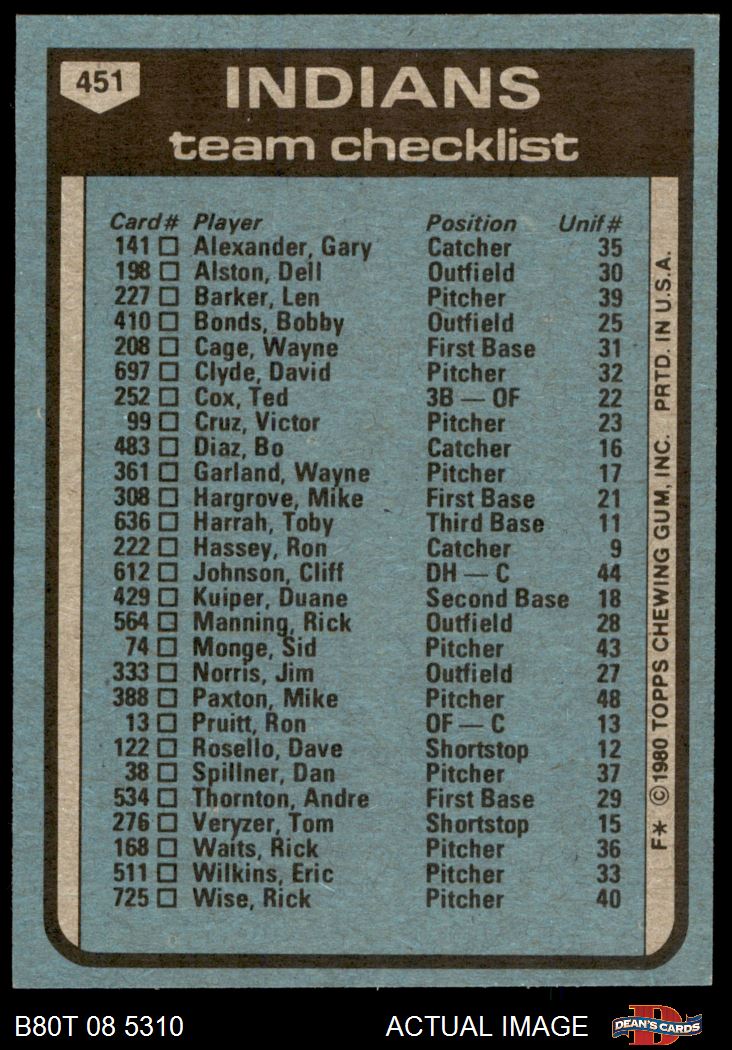 451
INDIANS
team checklist
Card# Player Position Unif#
141 Alexander, Gary Catcher 35
198 Alston, Dell Outfield 30
227 Barker, Len Pitcher 39
410 Bonds, Bobby Outfield 25
208 Cage, Wayne First Base 31
697 Clyde, David Pitcher 32
252 Cox, Ted 3B — OF 22
99 Cruz, Victor Pitcher 23
483 Diaz, Bo Catcher 16
361 Garland, Wayne Pitcher 17
308 Hargrove, Mike First Base 21
636 Harrah, Toby Third Base 11
222 Hassey, Ron Catcher 9
612 Johnson, Cliff DH — C 44
429 Kuiper, Duane Second Base 18
564 Manning, Rick Outfield 28
74 Monge, Sid Pitcher 43
333 Norris, Jim Outfield 27
388 Paxton, Mike Pitcher 48
13 Pruitt, Ron OF — C 13
122 Rosello, Dave Shortstop 12
38 Spillner, Dan Pitcher 37
534 Thornton, Andre First Base 29
276 Veryzer, Tom Shortstop 15
168 Waits, Rick Pitcher 36
511 Wilkins, Eric Pitcher 33
725 Wise, Rick Pitcher 40
F* © 1980 TOPPS CHEWING GUM, INC. PRTD. IN U.S.A.
B80T 08 5310 ACTUAL IMAGE
D
DEAN'S CARDS